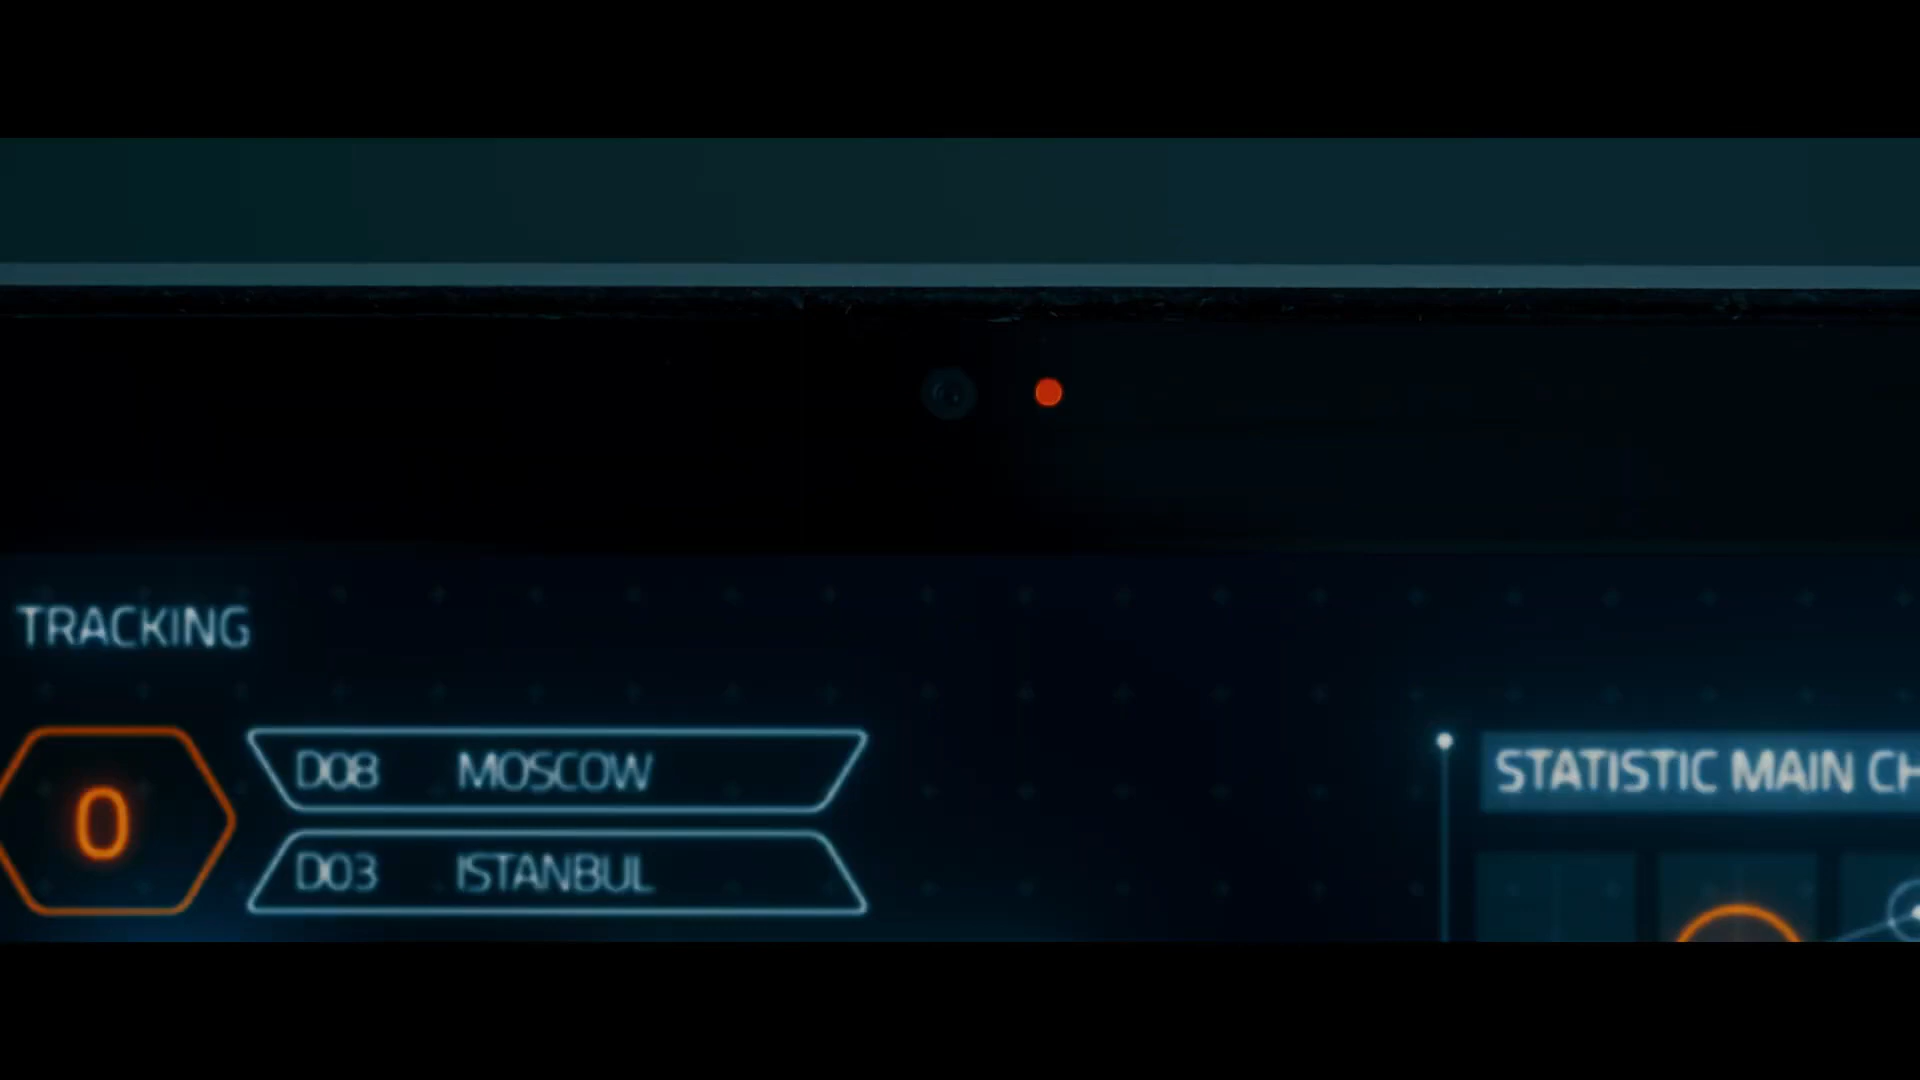 TRACKING
0
D08 MOSCOW
D03 ISTANBUL
STATISTIC MAIN CH